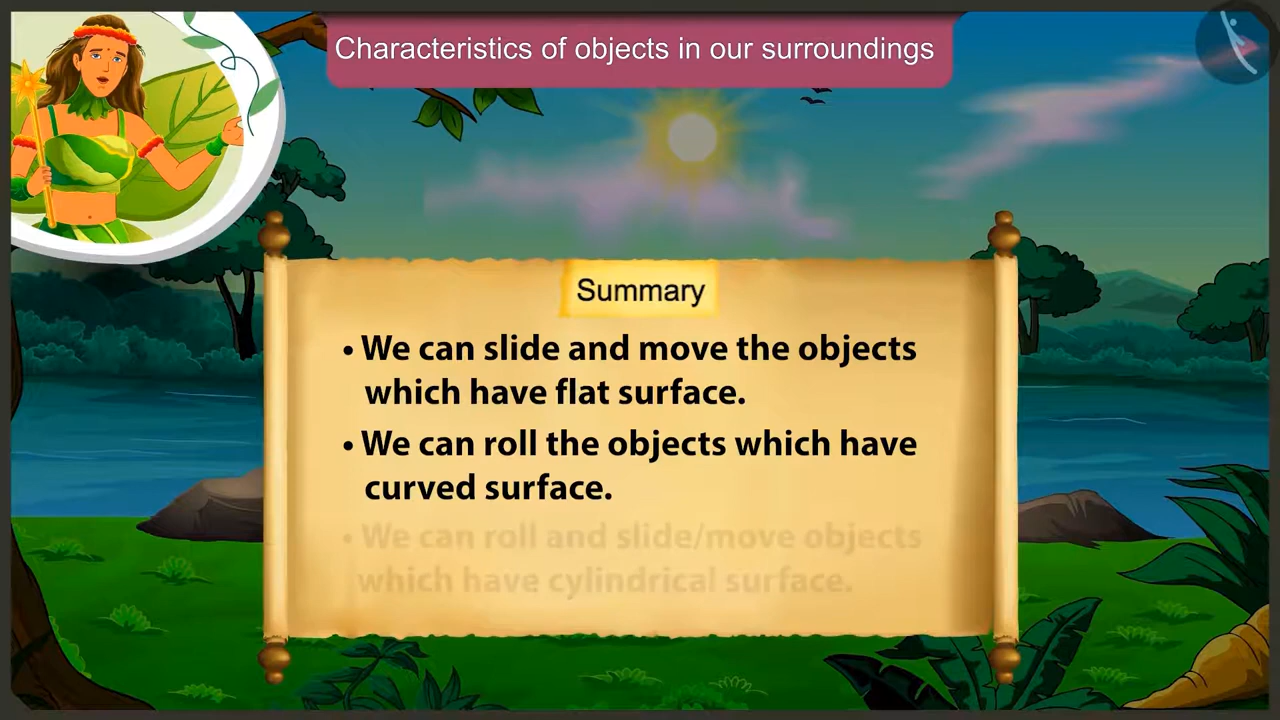 Characteristics of objects in our surroundings
Summary
• We can slide and move the objects
which have flat surface.
• We can roll the objects which have
curved surface.
• We can roll and slide/move objects
which have cylindrical surface.